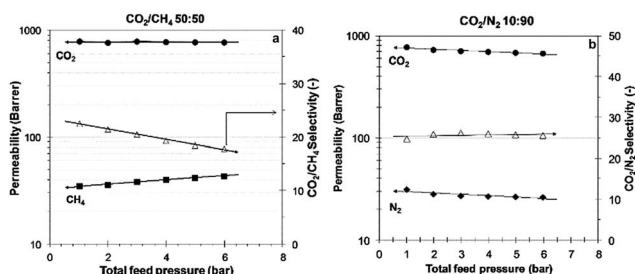 CO₂/CH₄ 50:50
a
1000
100
10
Permeability (Barrer)
CO₂
CH₄
40
30
20
10
0
CO₂/CH₄ Selectivity (-)
0 2 4 6 8
Total feed pressure (bar)
CO₂/N₂ 10:90
b
1000
100
10
Permeability (Barrer)
CO₂
N₂
50
40
30
20
10
0
CO₂/N₂ Selectivity (-)
0 1 2 3 4 5 6 7 8
Total feed pressure (bar)